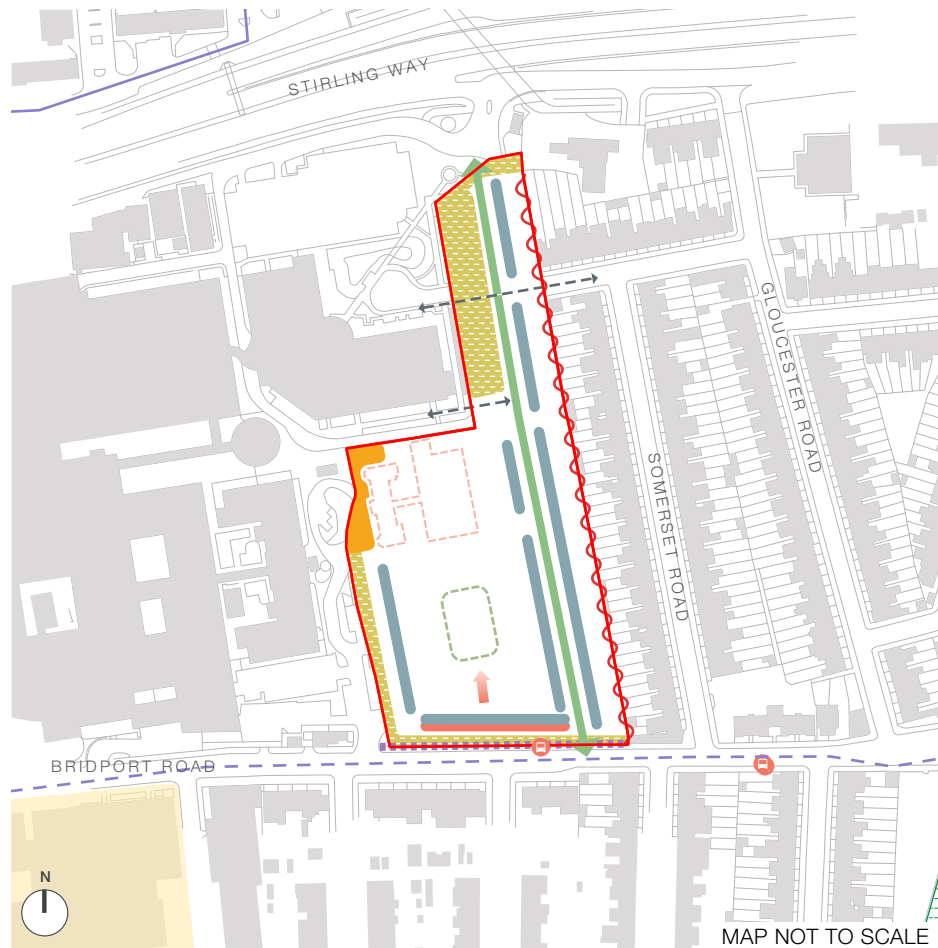 STIRLING WAY
GLOUCESTER ROAD
SOMERSET ROAD
BRIDPORT ROAD
N
MAP NOT TO SCALE